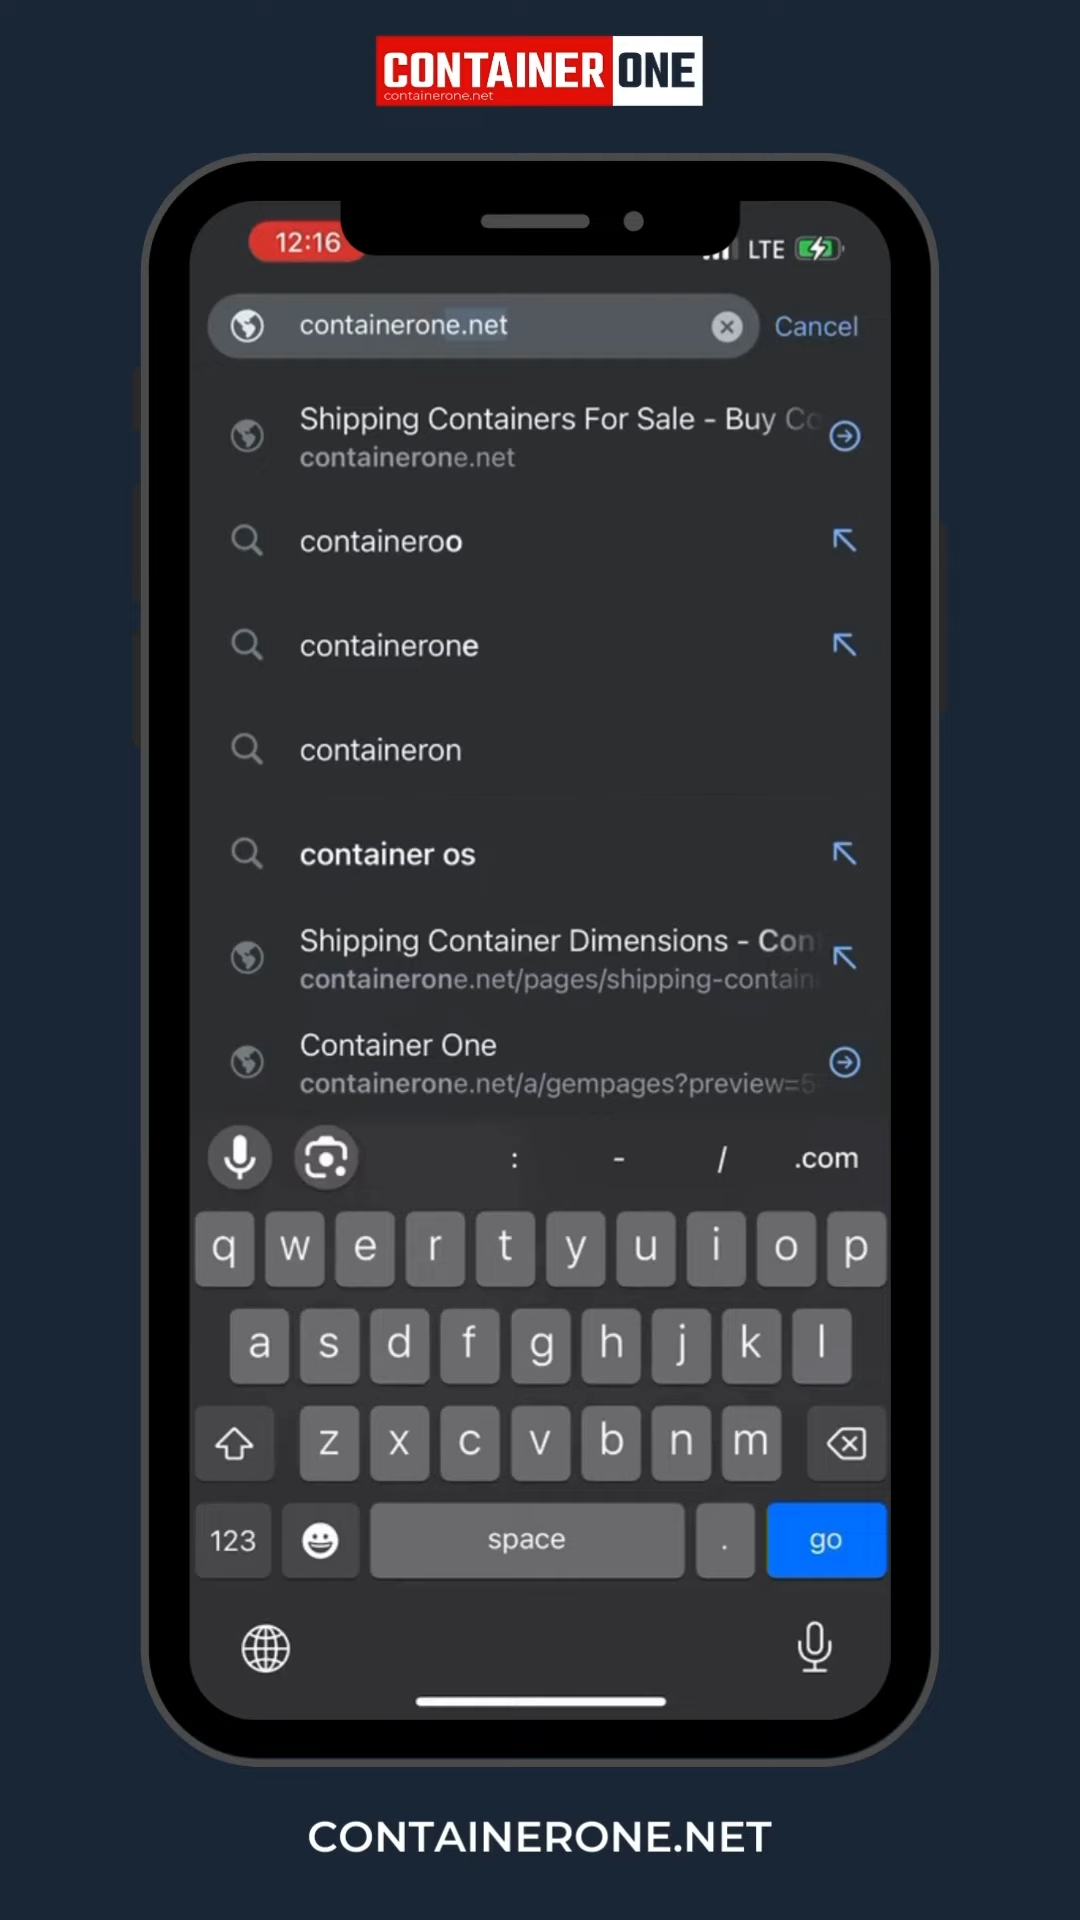 CONTAINER ONE
containerone.net
12:16
LTE
containerone.net
Cancel
Shipping Containers For Sale - Buy Co
containerone.net
containeroo
containerone
containeron
container os
Shipping Container Dimensions - Con
containerone.net/pages/shipping-contain
Container One
containerone.net/a/gempages?preview=5
: - / .com
q w e r t y u i o p
a s d f g h j k l
z x c v b n m
123 space . go
CONTAINERONE.NET